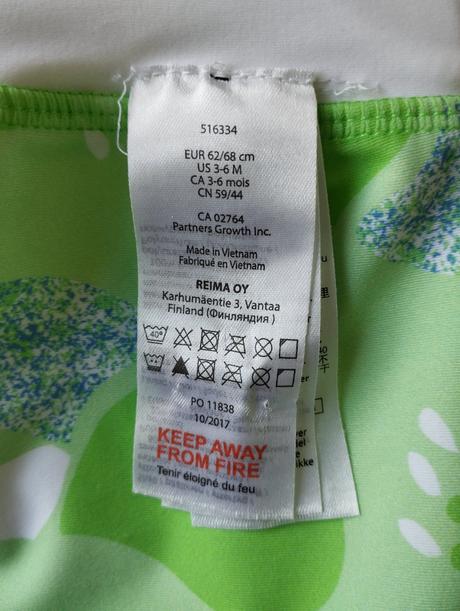 516334
EUR 62/68 cm
US 3-6 M
CA 3-6 mois
CN 59/44
CA 02764
Partners Growth Inc.
Made in Vietnam
Fabriqué en Vietnam
REIMA OY
Karhumäentie 3, Vantaa
Finland (Финляндия )
40°
PO 11838
10/2017
KEEP AWAY
FROM FIRE
Tenir éloigné du feu